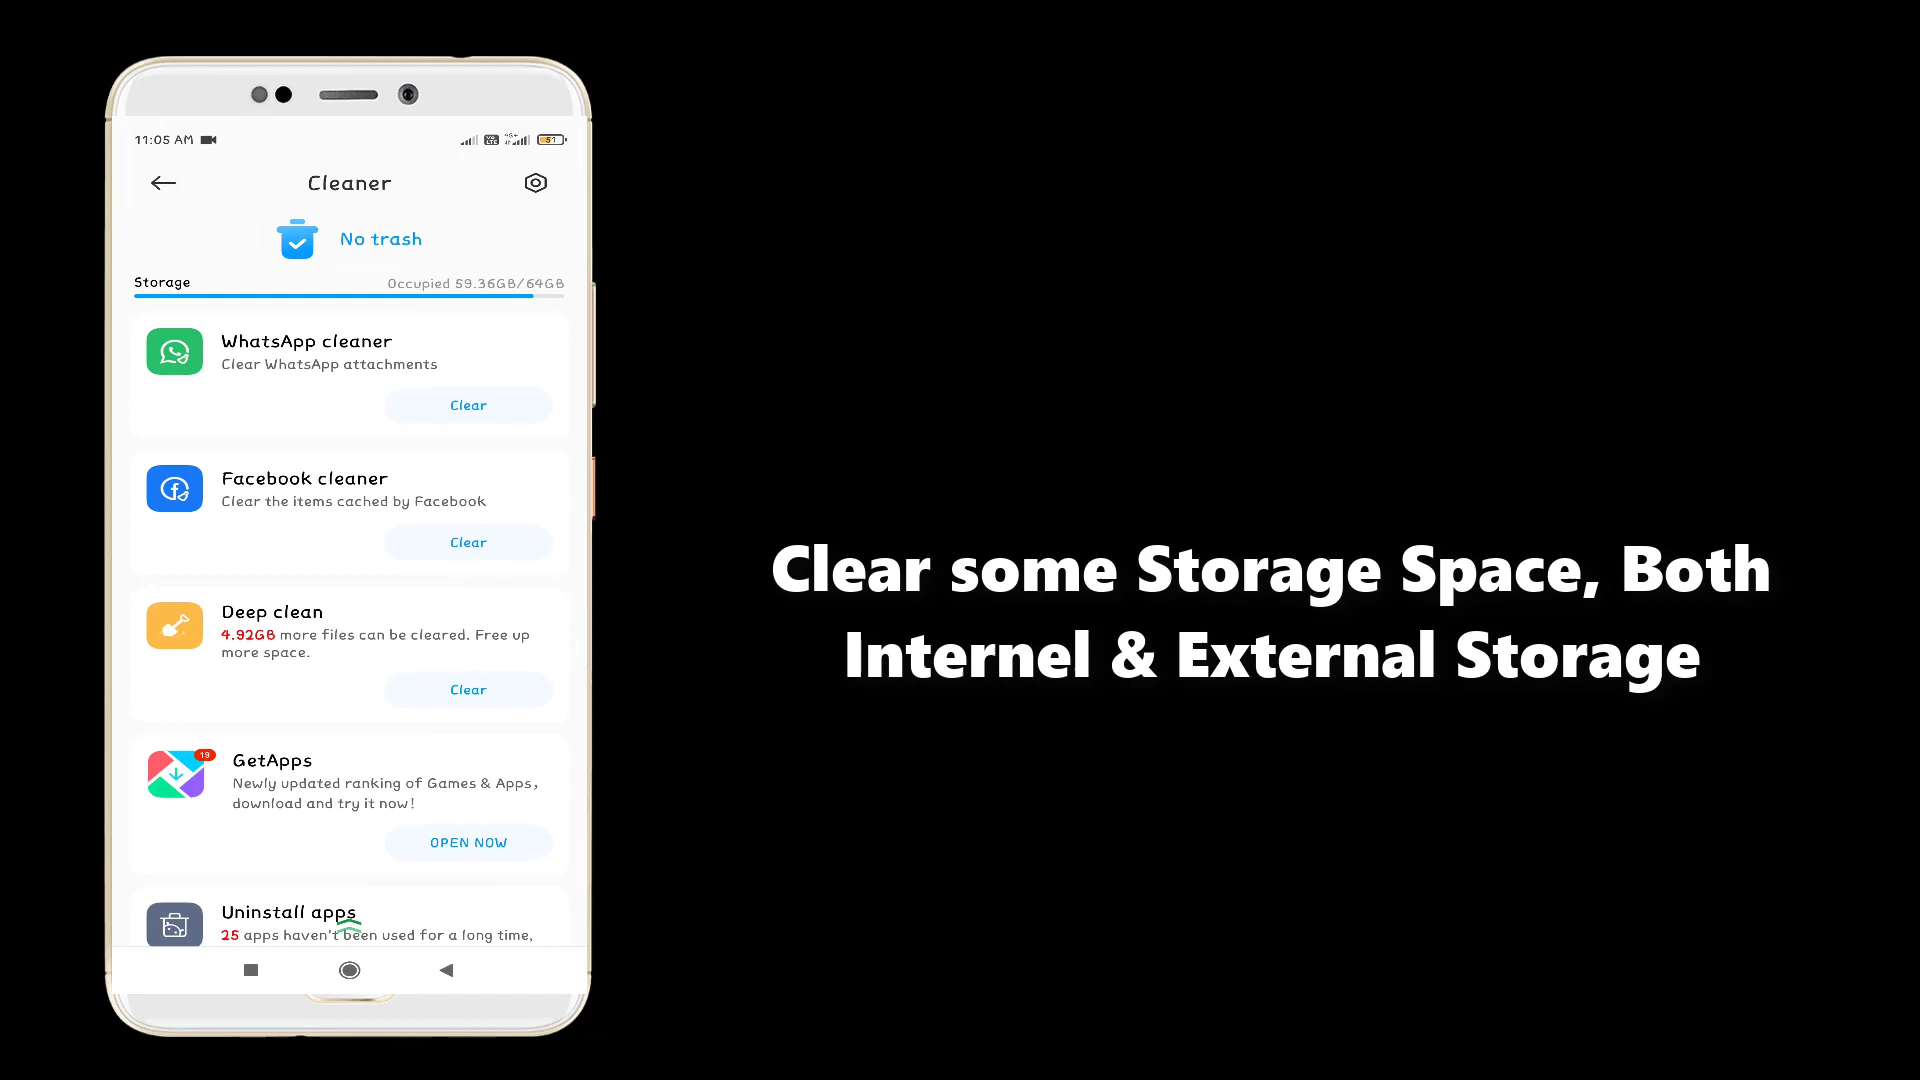 11:05 AM
51
Cleaner
No trash
Storage
Occupied 59.36GB/64GB
WhatsApp cleaner
Clear WhatsApp attachments
Clear
Facebook cleaner
Clear the items cached by Facebook
Clear
Deep clean
4.92GB more files can be cleared. Free up
more space.
Clear
19
GetApps
Newly updated ranking of Games & Apps,
download and try it now!
OPEN NOW
Uninstall apps
25 apps haven't been used for a long time,
Clear some Storage Space, Both
Internel & External Storage